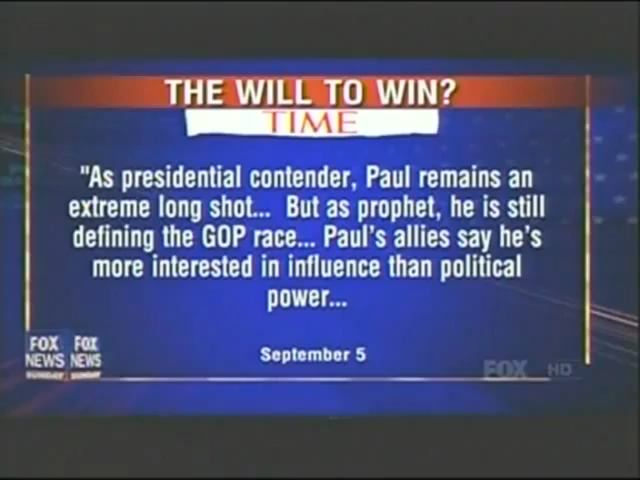 THE WILL TO WIN?
TIME
"As presidential contender, Paul remains an
extreme long shot... But as prophet, he is still
defining the GOP race... Paul's allies say he's
more interested in influence than political
power...
September 5
FOX NEWS SUNDAY
FOX NEWS SUNDAY
FOX HD